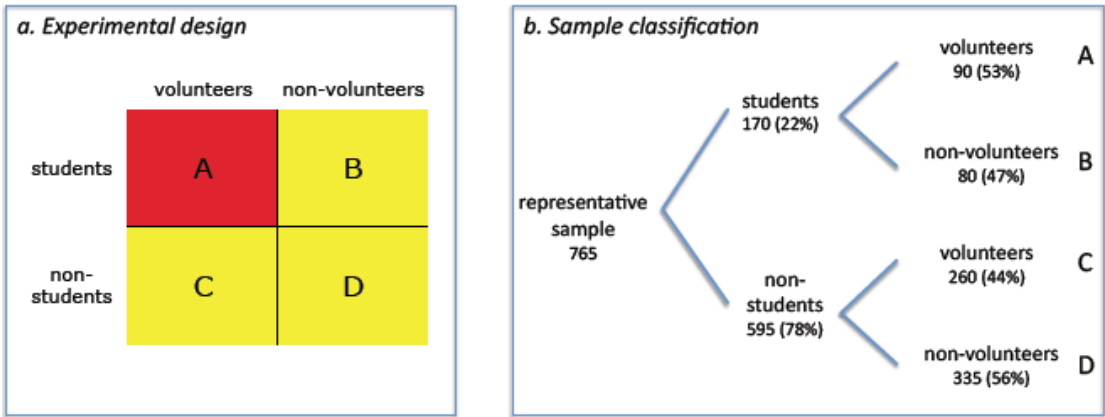 a. Experimental design
volunteers non-volunteers
students
A B
non-
students
C D
b. Sample classification
representative
sample
765
students
170 (22%)
non-
students
595 (78%)
volunteers
90 (53%)
A
non-volunteers
80 (47%)
B
volunteers
260 (44%)
C
non-volunteers
335 (56%)
D